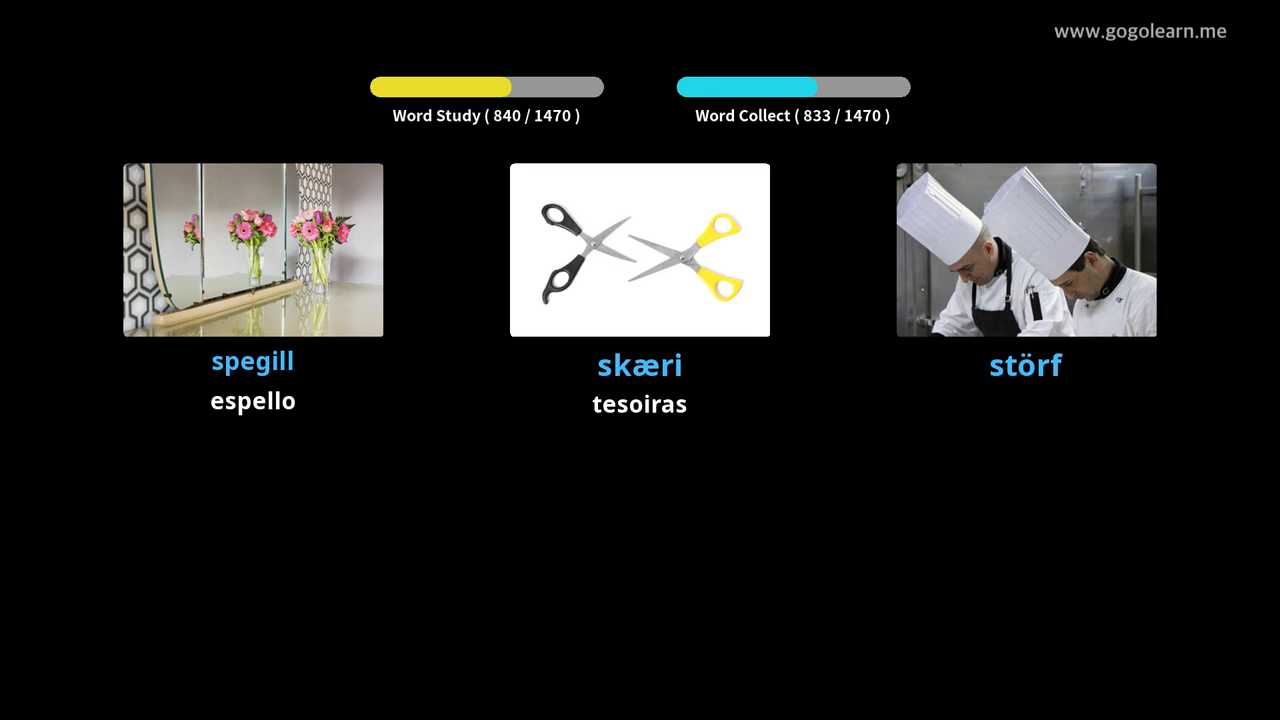 www.gogolearn.me
Word Study ( 840 / 1470 )
Word Collect ( 833 / 1470 )
spegill
espello
skæri
tesoiras
störf